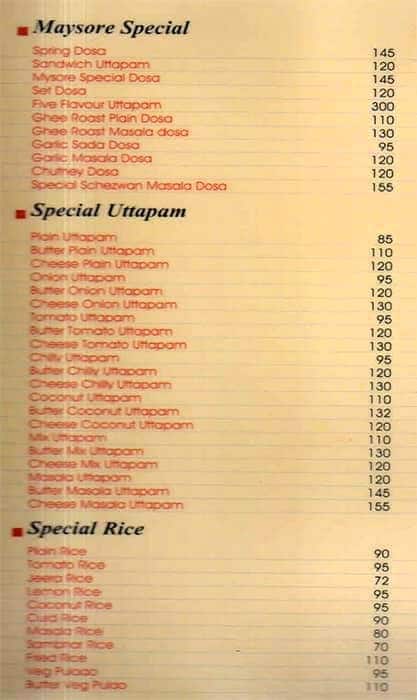 Maysore Special
Spring Dosa 145
Sandwich Uttapam 120
Mysore Special Dosa 145
Set Dosa 120
Five Flavour Uttapam 300
Ghee Roast Plain Dosa 110
Ghee Roast Masala dosa 130
Garlic Sada Dosa 95
Garlic Masala Dosa 120
Chutney Dosa 120
Special Schezwan Masala Dosa 155
Special Uttapam
Plain Uttapam 85
Butter Plain Uttapam 110
Cheese Plain Uttapam 120
Onion Uttapam 95
Butter Onion Uttapam 120
Cheese Onion Uttapam 130
Tomato Uttapam 95
Butter Tomato Uttapam 120
Cheese Tomato Uttapam 130
Chilly Uttapam 95
Butter Chilly Uttapam 120
Cheese Chilly Uttapam 130
Coconut Uttapam 110
Butter Coconut Uttapam 132
Cheese Coconut Uttapam 120
Mix Uttapam 110
Butter Mix Uttapam 130
Cheese Mix Uttapam 120
Masala Uttapam 120
Butter Masala Uttapam 145
Cheese Masala Uttapam 155
Special Rice
Plain Rice 90
Tomato Rice 95
Jeera Rice 72
Lemon Rice 95
Coconut Rice 95
Curd Rice 90
Masala Rice 80
Sambhar Rice 70
Fried Rice 110
Veg Pulao 95
Butter Veg Pulao 110